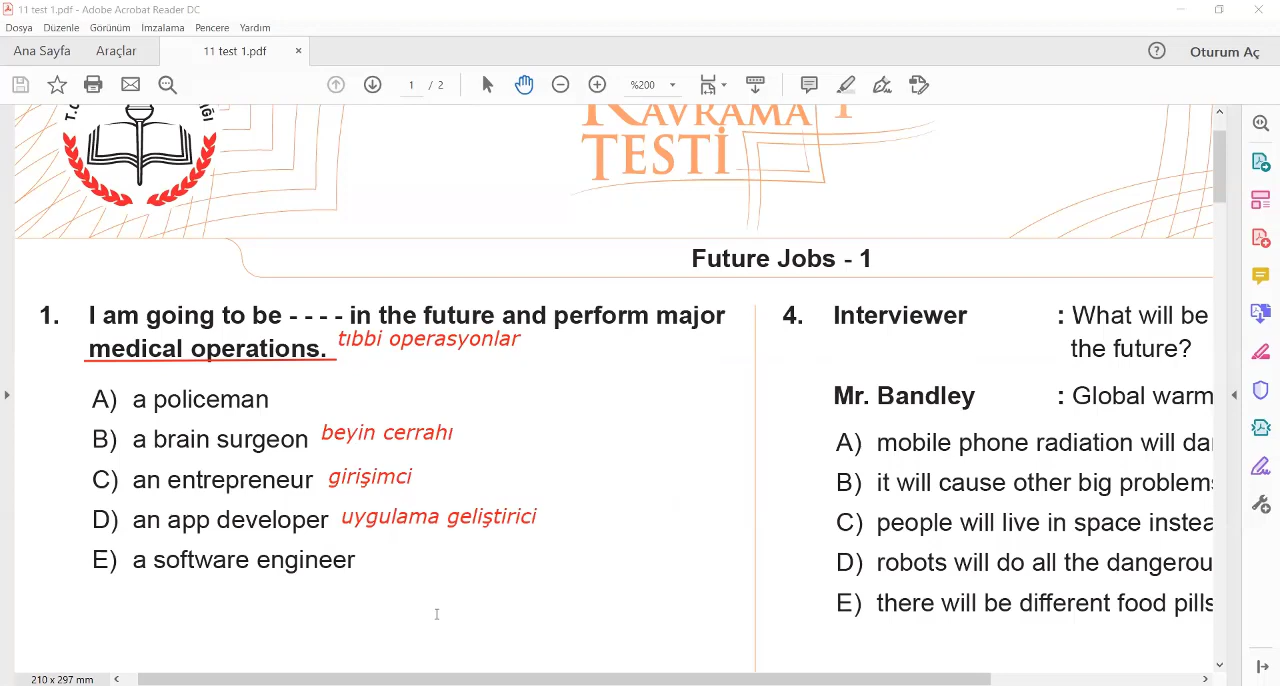 11 test 1.pdf - Adobe Acrobat Reader DC
Dosya Düzenle Görünüm İmzalama Pencere Yardım
Ana Sayfa Araçlar 11 test 1.pdf × Oturum Aç
1 / 2 %200
KAVRAMA 1
TESTİ
Future Jobs - 1
1. I am going to be - - - - in the future and perform major
medical operations. tıbbi operasyonlar
A) a policeman
B) a brain surgeon beyin cerrahı
C) an entrepreneur girişimci
D) an app developer uygulama geliştirici
E) a software engineer
4. Interviewer : What will be
the future?
Mr. Bandley : Global warm
A) mobile phone radiation will da
B) it will cause other big problems
C) people will live in space instea
D) robots will do all the dangerou
E) there will be different food pills
210 x 297 mm